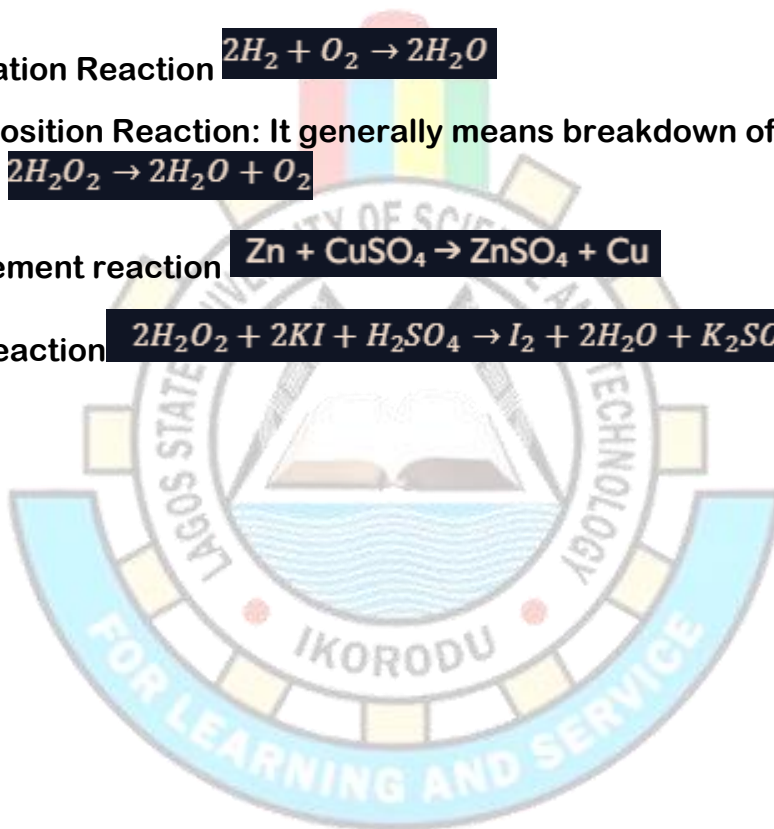 ation Reaction 2H₂ + O₂ → 2H₂O
osition Reaction: It generally means breakdown of
2H₂O₂ → 2H₂O + O₂
ement reaction Zn + CuSO₄ → ZnSO₄ + Cu
eaction 2H₂O₂ + 2KI + H₂SO₄ → I₂ + 2H₂O + K₂SO
LAGOS STATE UNIVERSITY OF SCIENCE AND TECHNOLOGY
IKORODU
FOR LEARNING AND SERVICE